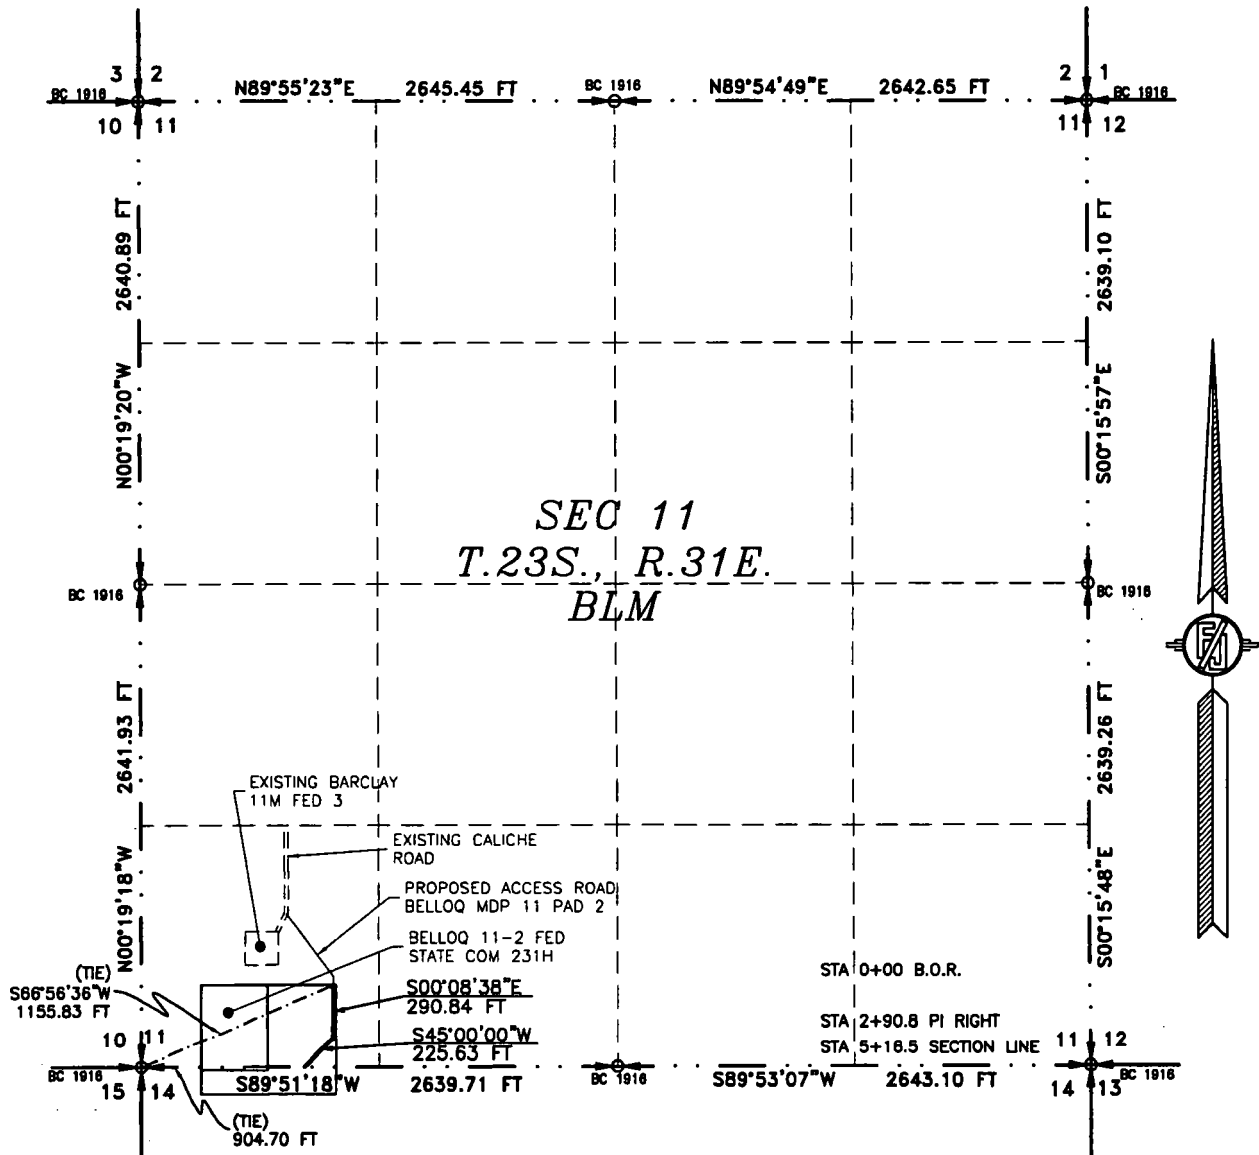 3 2
BC 1916
10 11
N89°55'23"E 2645.45 FT
BC 1916
N89°54'49"E 2642.65 FT
2 1
BC 1916
11 12
2640.89 FT
N00°19'20"W
2639.10 FT
S00°15'57"E
SEC 11
T.23S., R.31E.
BLM
BC 1916
BC 1916
2641.93 FT
N00°19'18"W
2639.26 FT
S00°15'48"E
EXISTING BARCLAY
11M FED 3
EXISTING CALICHE
ROAD
PROPOSED ACCESS ROAD
BELLOQ MDP 11 PAD 2
BELLOQ 11-2 FED
STATE COM 231H
(TIE)
S66°56'36"W
1155.83 FT
S00°08'38"E
290.84 FT
S45°00'00"W
225.63 FT
STA 0+00 B.O.R.
STA 2+90.8 PI RIGHT
STA 5+16.5 SECTION LINE
10 11
BC 1916
15 14
S89°51'18"W 2639.71 FT
BC 1916
S89°53'07"W 2643.10 FT
11 12
BC 1916
14 13
(TIE)
904.70 FT